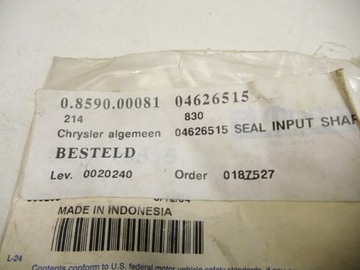 0.8590.00081 04626515
214 830
Chrysler algemeen 04626515 SEAL INPUT SHAF
BESTELD
Lev. 0020240 Order 0187527
MADE IN INDONESIA
L-24
Contents conform to U.S. federal motor vehicle safety standards, if